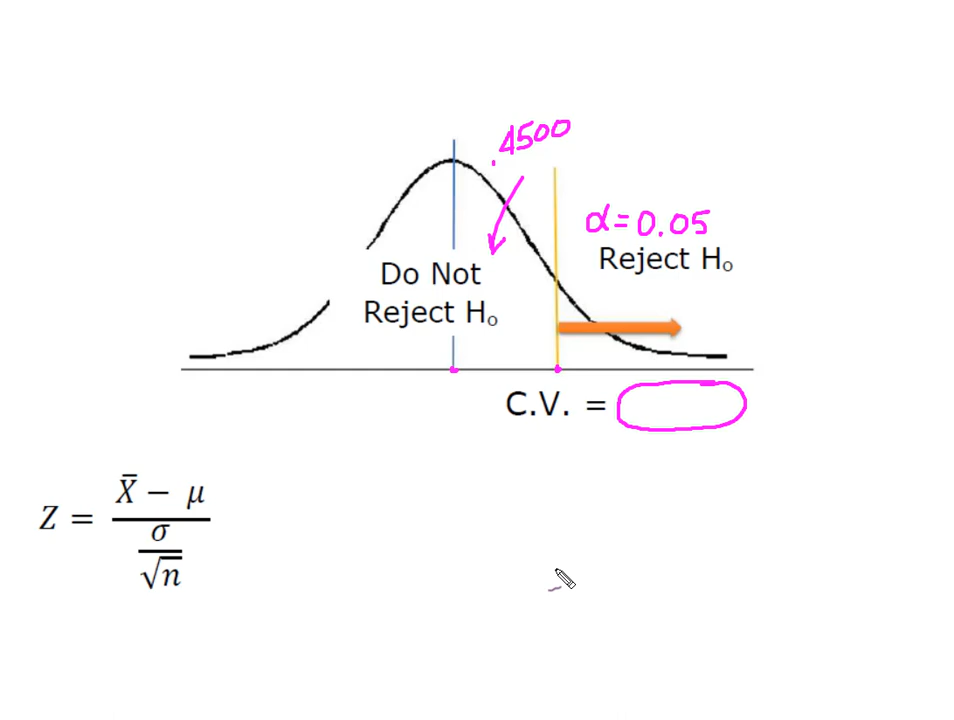 .4500
α = 0.05
Reject H₀
Do Not
Reject H₀
C.V. =
Z = (X̄ − μ) / (σ / √n)